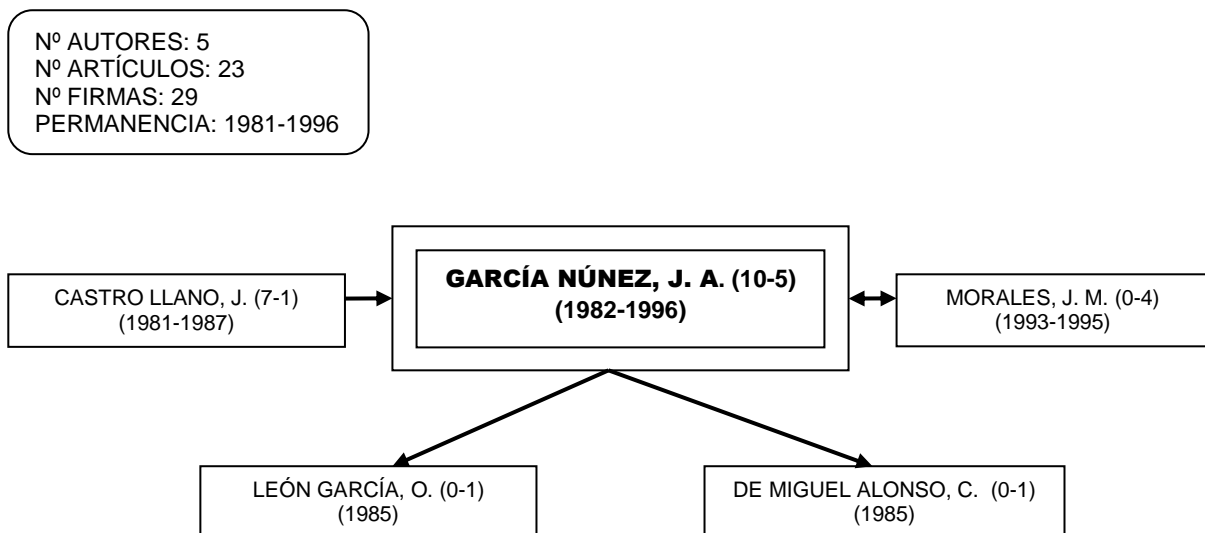 Nº AUTORES: 5
Nº ARTÍCULOS: 23
Nº FIRMAS: 29
PERMANENCIA: 1981-1996
GARCÍA NÚNEZ, J. A. (10-5)
(1982-1996)
CASTRO LLANO, J. (7-1)
(1981-1987)
MORALES, J. M. (0-4)
(1993-1995)
LEÓN GARCÍA, O. (0-1)
(1985)
DE MIGUEL ALONSO, C. (0-1)
(1985)